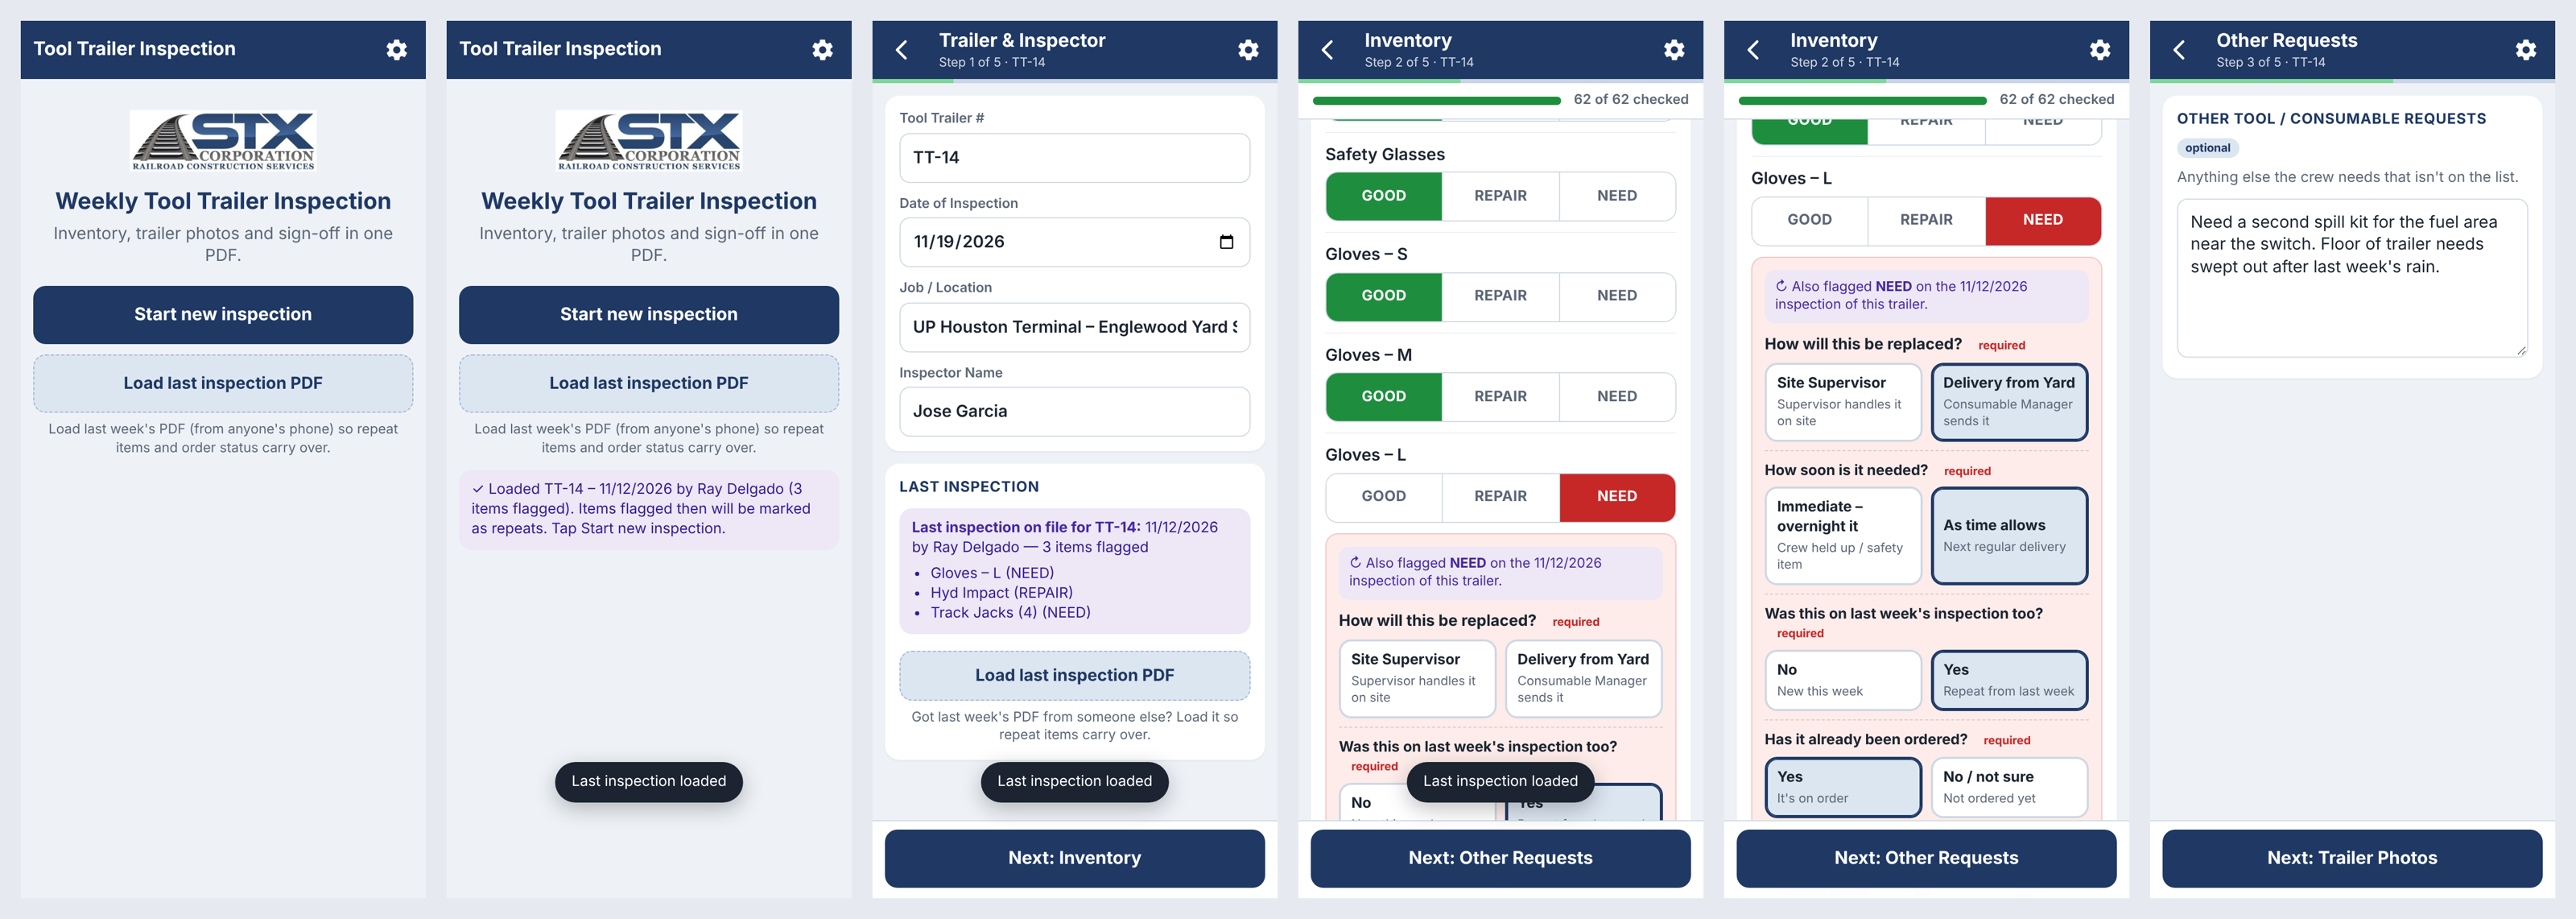 Tool Trailer Inspection
STX
CORPORATION
RAILROAD CONSTRUCTION SERVICES
Weekly Tool Trailer Inspection
Inventory, trailer photos and sign-off in one
PDF.
Start new inspection
Load last inspection PDF
Load last week's PDF (from anyone's phone) so repeat
items and order status carry over.
Tool Trailer Inspection
STX
CORPORATION
RAILROAD CONSTRUCTION SERVICES
Weekly Tool Trailer Inspection
Inventory, trailer photos and sign-off in one
PDF.
Start new inspection
Load last inspection PDF
Load last week's PDF (from anyone's phone) so repeat
items and order status carry over.
✓ Loaded TT-14 – 11/12/2026 by Ray Delgado (3
items flagged). Items flagged then will be marked
as repeats. Tap Start new inspection.
Last inspection loaded
Trailer & Inspector
Step 1 of 5 · TT-14
Tool Trailer #
TT-14
Date of Inspection
11/19/2026
Job / Location
UP Houston Terminal – Englewood Yard S
Inspector Name
Jose Garcia
LAST INSPECTION
Last inspection on file for TT-14: 11/12/2026
by Ray Delgado — 3 items flagged
• Gloves – L (NEED)
• Hyd Impact (REPAIR)
• Track Jacks (4) (NEED)
Load last inspection PDF
Got last week's PDF from someone else? Load it so
repeat items carry over.
Last inspection loaded
Next: Inventory
Inventory
Step 2 of 5 · TT-14
62 of 62 checked
Safety Glasses
GOOD REPAIR NEED
Gloves – S
GOOD REPAIR NEED
Gloves – M
GOOD REPAIR NEED
Gloves – L
GOOD REPAIR NEED
↻ Also flagged NEED on the 11/12/2026
inspection of this trailer.
How will this be replaced? required
Site Supervisor
Supervisor handles it
on site
Delivery from Yard
Consumable Manager
sends it
Was this on last week's inspection too?
required
No
Yes
Last inspection loaded
Next: Other Requests
Inventory
Step 2 of 5 · TT-14
62 of 62 checked
GOOD REPAIR NEED
Gloves – L
GOOD REPAIR NEED
↻ Also flagged NEED on the 11/12/2026
inspection of this trailer.
How will this be replaced? required
Site Supervisor
Supervisor handles it
on site
Delivery from Yard
Consumable Manager
sends it
How soon is it needed? required
Immediate –
overnight it
Crew held up / safety
item
As time allows
Next regular delivery
Was this on last week's inspection too?
required
No
New this week
Yes
Repeat from last week
Has it already been ordered? required
Yes
It's on order
No / not sure
Not ordered yet
Next: Other Requests
Other Requests
Step 3 of 5 · TT-14
OTHER TOOL / CONSUMABLE REQUESTS
optional
Anything else the crew needs that isn't on the list.
Need a second spill kit for the fuel area
near the switch. Floor of trailer needs
swept out after last week's rain.
Next: Trailer Photos